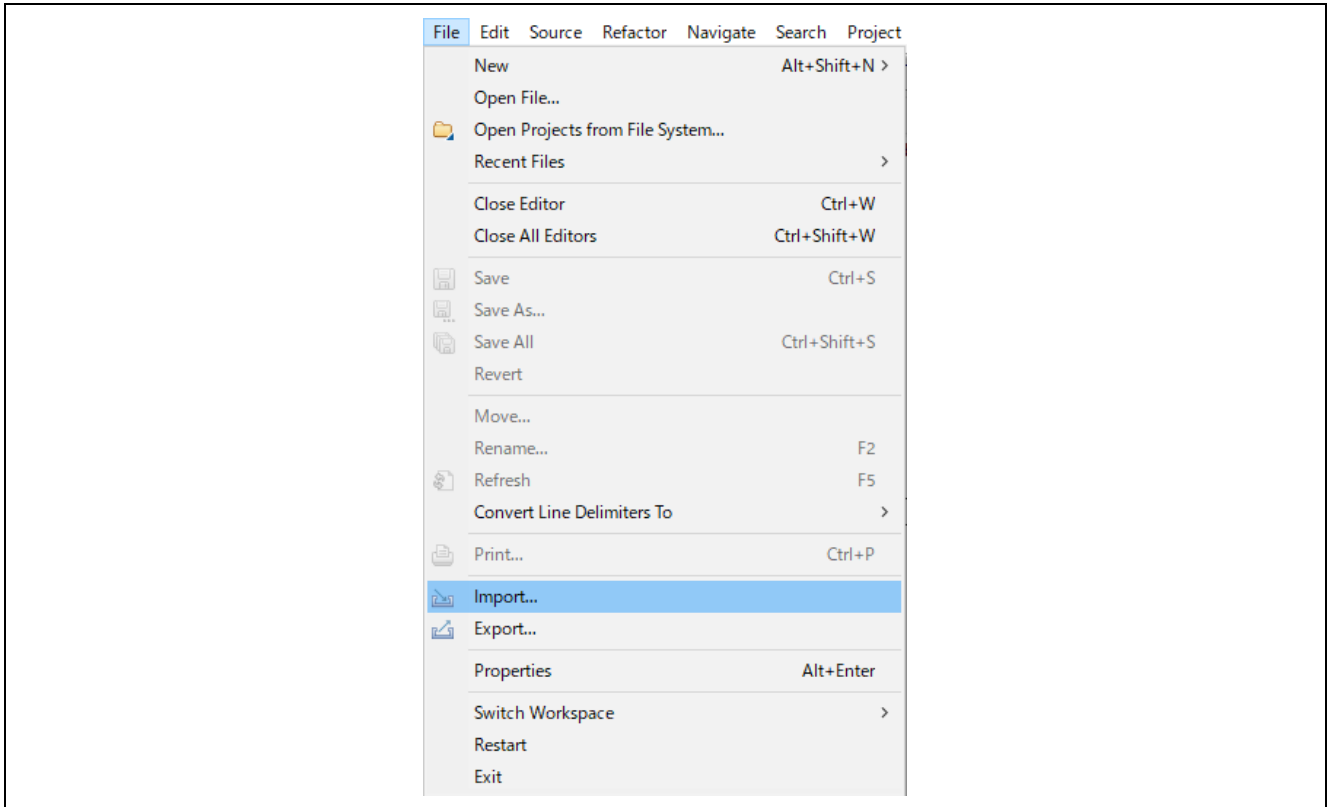 File Edit Source Refactor Navigate Search Project
New Alt+Shift+N >
Open File...
Open Projects from File System...
Recent Files >
Close Editor Ctrl+W
Close All Editors Ctrl+Shift+W
Save Ctrl+S
Save As...
Save All Ctrl+Shift+S
Revert
Move...
Rename... F2
Refresh F5
Convert Line Delimiters To >
Print... Ctrl+P
Import...
Export...
Properties Alt+Enter
Switch Workspace >
Restart
Exit